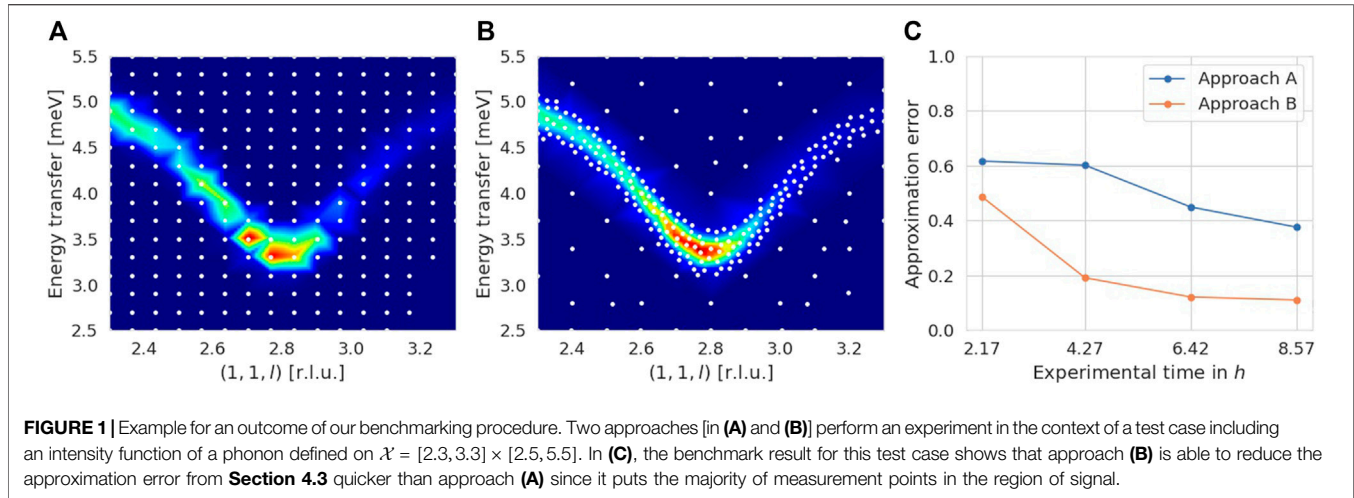 A
B
C
5.5
5.0
4.5
4.0
3.5
3.0
2.5
Energy transfer [meV]
2.4 2.6 2.8 3.0 3.2
(1, 1, l) [r.l.u.]
5.5
5.0
4.5
4.0
3.5
3.0
2.5
Energy transfer [meV]
2.4 2.6 2.8 3.0 3.2
(1, 1, l) [r.l.u.]
1.0
0.8
0.6
0.4
0.2
0.0
Approximation error
Approach A
Approach B
2.17 4.27 6.42 8.57
Experimental time in h
FIGURE 1 | Example for an outcome of our benchmarking procedure. Two approaches [in (A) and (B)] perform an experiment in the context of a test case including
an intensity function of a phonon defined on 𝒳 = [2.3, 3.3] × [2.5, 5.5]. In (C), the benchmark result for this test case shows that approach (B) is able to reduce the
approximation error from Section 4.3 quicker than approach (A) since it puts the majority of measurement points in the region of signal.